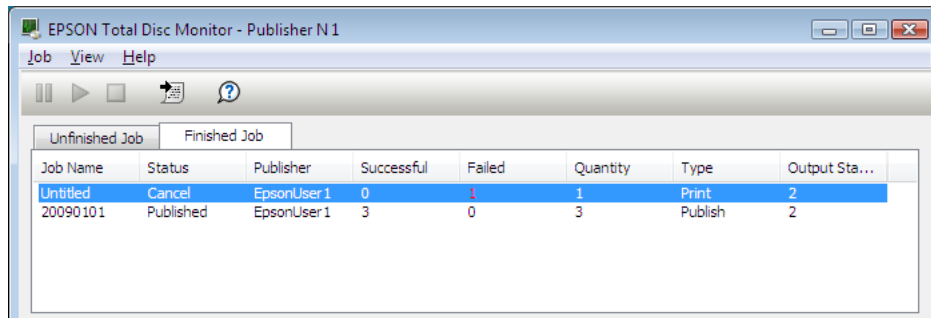 EPSON Total Disc Monitor - Publisher N 1
Job View Help
Unfinished Job Finished Job
Job Name Status Publisher Successful Failed Quantity Type Output Sta...
Untitled Cancel EpsonUser1 0 1 1 Print 2
20090101 Published EpsonUser1 3 0 3 Publish 2